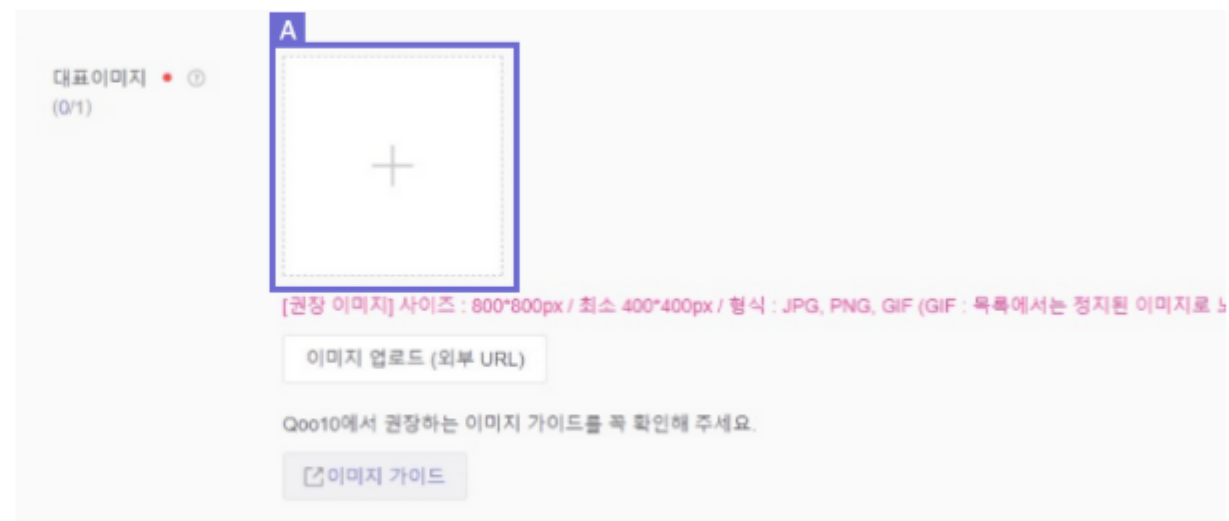 A
대표이미지 ● ?
(0/1)
[권장 이미지] 사이즈 : 800*800px / 최소 400*400px / 형식 : JPG, PNG, GIF (GIF : 목록에서는 정지된 이미지로
이미지 업로드 (외부 URL)
Qoo10에서 권장하는 이미지 가이드를 꼭 확인해 주세요.
이미지 가이드